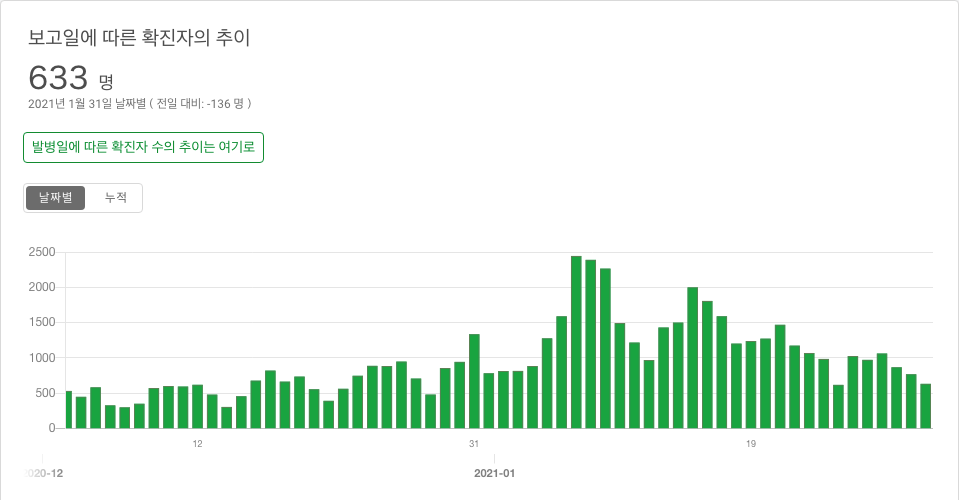 보고일에 따른 확진자의 추이
633 명
2021년 1월 31일 날짜별 ( 전일 대비: -136 명 )
발병일에 따른 확진자 수의 추이는 여기로
날짜별 누적
2500
2000
1500
1000
500
0
12 31 19
020-12 2021-01